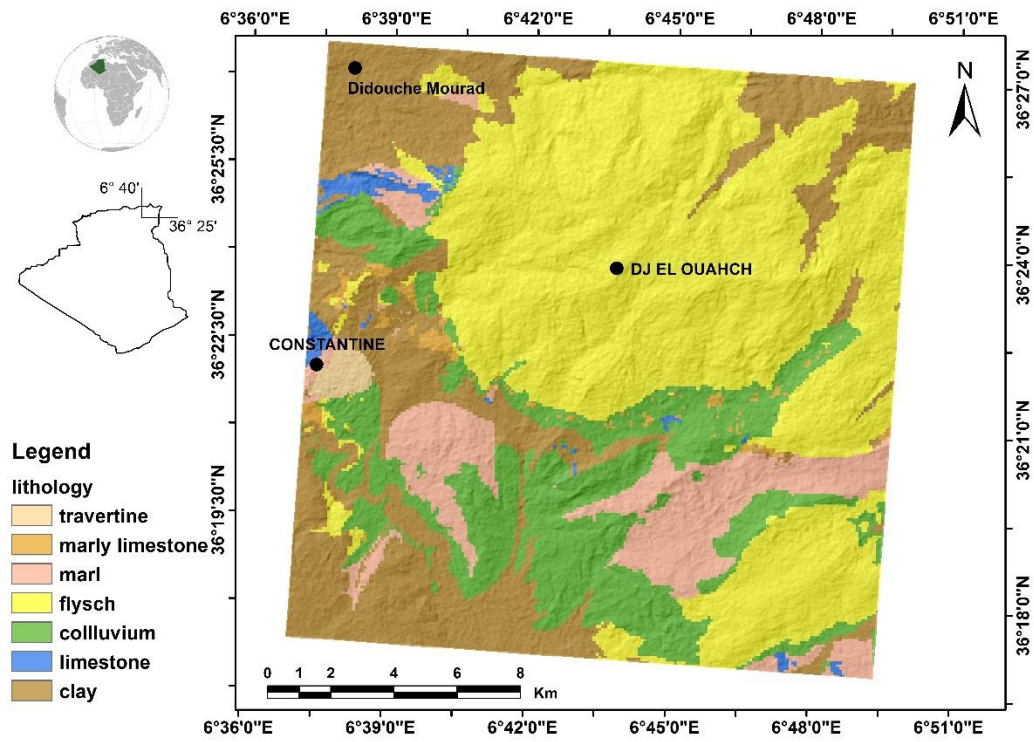 6°36'0"E 6°39'0"E 6°42'0"E 6°45'0"E 6°48'0"E 6°51'0"E
N
36°27'0"N
Didouche Mourad
36°25'30"N
6° 40'
36° 25'
36°24'0"N
DJ EL OUAHCH
36°22'30"N
CONSTANTINE
36°21'0"N
Legend
lithology
36°19'30"N
travertine
marly limestone
marl
flysch
collluvium
limestone
clay
36°18'0"N
0 1 2 4 6 8
Km
6°36'0"E 6°39'0"E 6°42'0"E 6°45'0"E 6°48'0"E 6°51'0"E